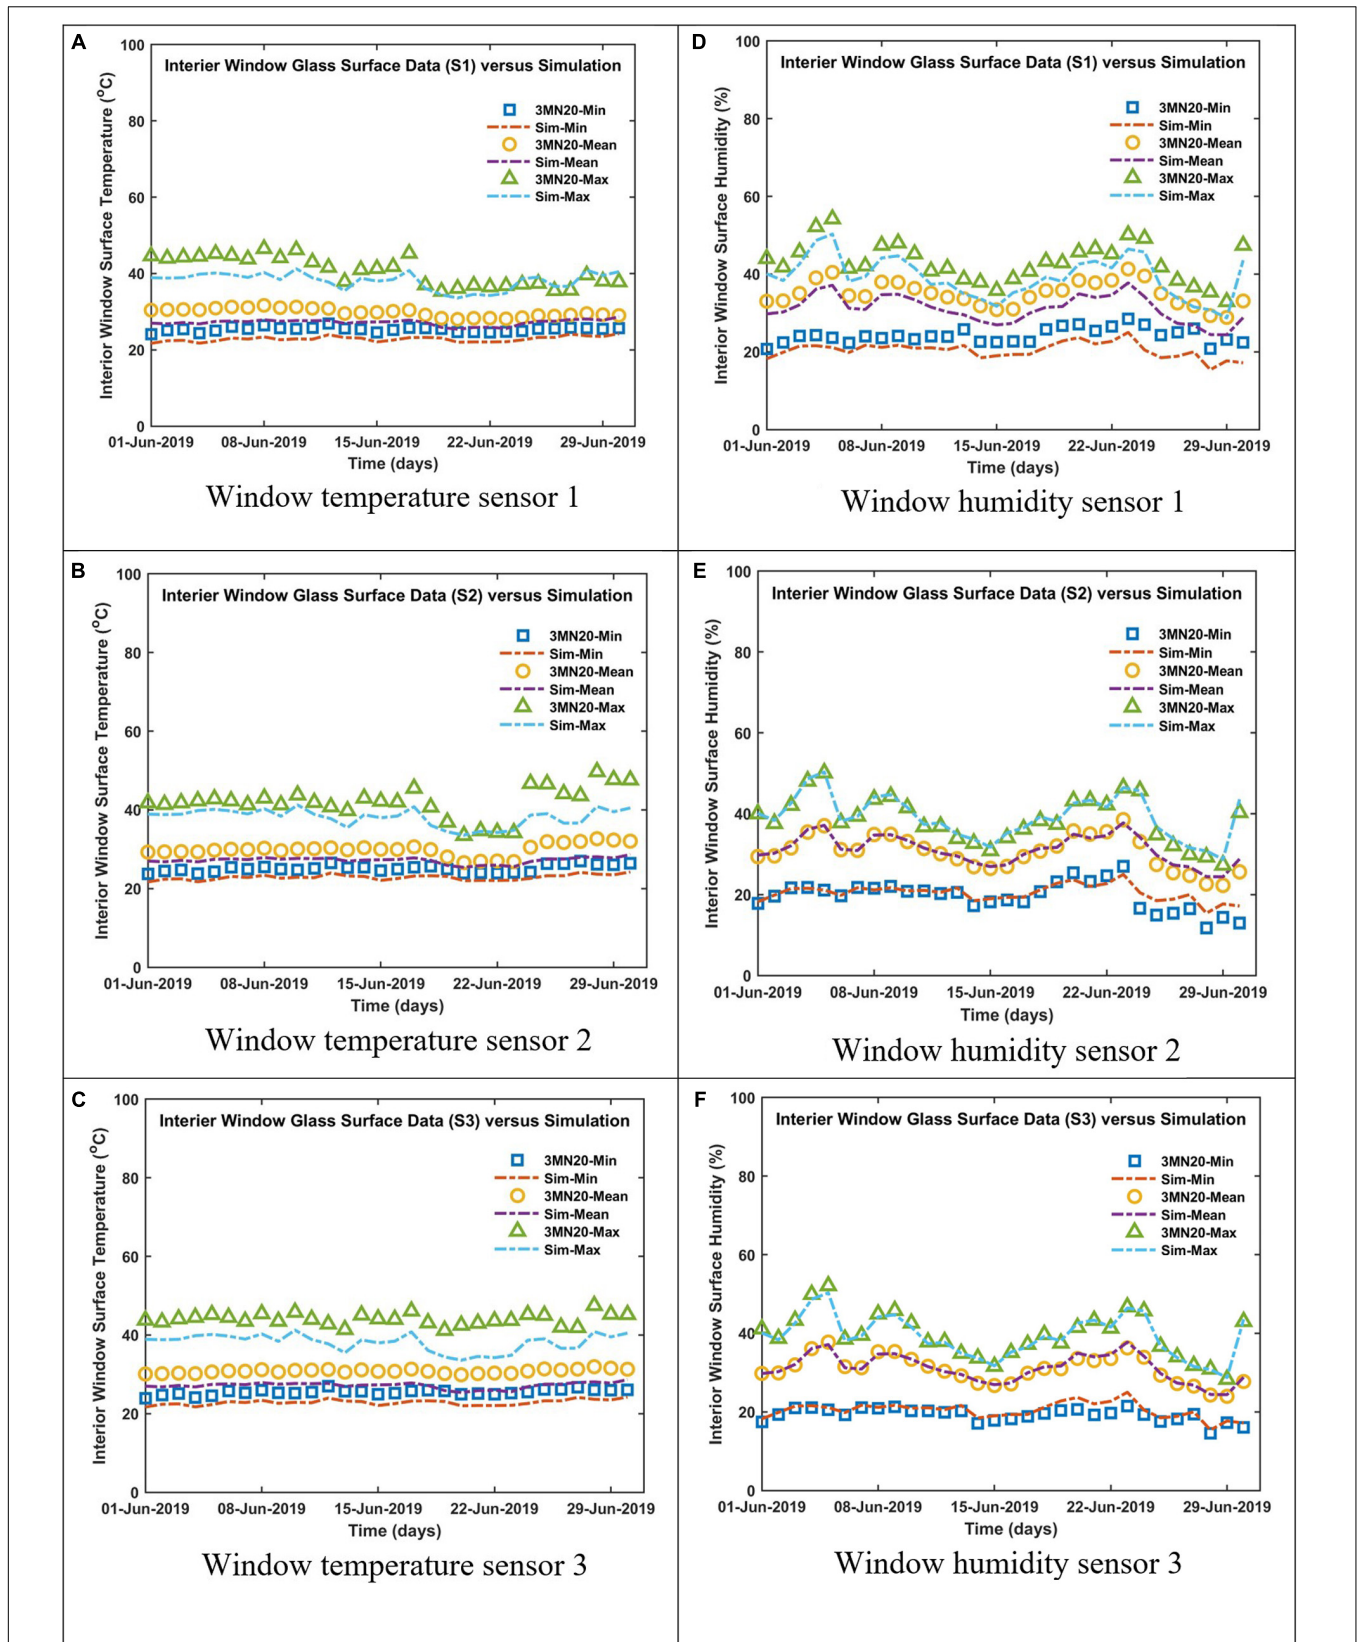 A
Interier Window Glass Surface Data (S1) versus Simulation
Interior Window Surface Temperature (°C)
100
80
60
40
20
0
3MN20-Min
Sim-Min
3MN20-Mean
Sim-Mean
3MN20-Max
Sim-Max
01-Jun-2019 08-Jun-2019 15-Jun-2019 22-Jun-2019 29-Jun-2019
Time (days)
Window temperature sensor 1
D
Interier Window Glass Surface Data (S1) versus Simulation
Interior Window Surface Humidity (%)
100
80
60
40
20
0
3MN20-Min
Sim-Min
3MN20-Mean
Sim-Mean
3MN20-Max
Sim-Max
01-Jun-2019 08-Jun-2019 15-Jun-2019 22-Jun-2019 29-Jun-2019
Time (days)
Window humidity sensor 1
B
Interier Window Glass Surface Data (S2) versus Simulation
Interior Window Surface Temperature (°C)
100
80
60
40
20
0
3MN20-Min
Sim-Min
3MN20-Mean
Sim-Mean
3MN20-Max
Sim-Max
01-Jun-2019 08-Jun-2019 15-Jun-2019 22-Jun-2019 29-Jun-2019
Time (days)
Window temperature sensor 2
E
Interier Window Glass Surface Data (S2) versus Simulation
Interior Window Surface Humidity (%)
100
80
60
40
20
0
3MN20-Min
Sim-Min
3MN20-Mean
Sim-Mean
3MN20-Max
Sim-Max
01-Jun-2019 08-Jun-2019 15-Jun-2019 22-Jun-2019 29-Jun-2019
Time (days)
Window humidity sensor 2
C
Interier Window Glass Surface Data (S3) versus Simulation
Interior Window Surface Temperature (°C)
100
80
60
40
20
0
3MN20-Min
Sim-Min
3MN20-Mean
Sim-Mean
3MN20-Max
Sim-Max
01-Jun-2019 08-Jun-2019 15-Jun-2019 22-Jun-2019 29-Jun-2019
Time (days)
Window temperature sensor 3
F
Interier Window Glass Surface Data (S3) versus Simulation
Interior Window Surface Humidity (%)
100
80
60
40
20
0
3MN20-Min
Sim-Min
3MN20-Mean
Sim-Mean
3MN20-Max
Sim-Max
01-Jun-2019 08-Jun-2019 15-Jun-2019 22-Jun-2019 29-Jun-2019
Time (days)
Window humidity sensor 3